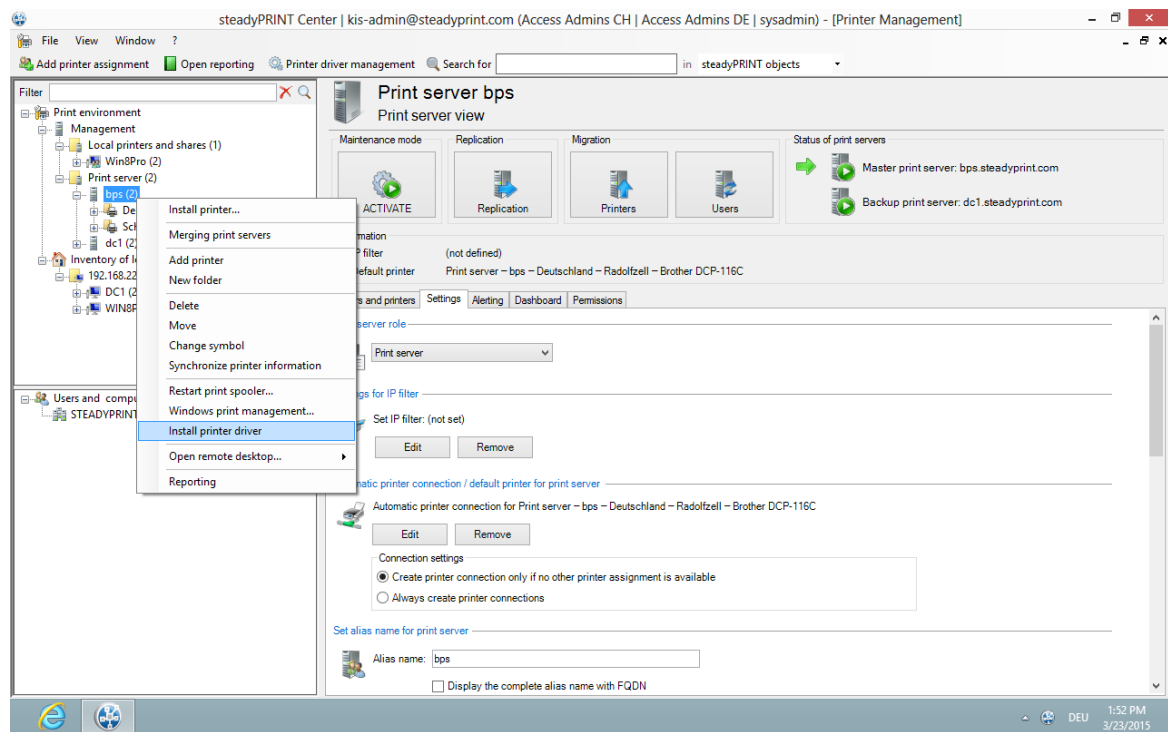 steadyPRINT Center | kis-admin@steadyprint.com (Access Admins CH | Access Admins DE | sysadmin) - [Printer Management]
File View Window ?
Add printer assignment Open reporting Printer driver management Search for in steadyPRINT objects
Filter
Print environment
Management
Local printers and shares (1)
Win8Pro (2)
Print server (2)
bps (2)
De
Scl
dc1 (2)
Inventory of l
192.168.22
DC1 (2
WIN8P
Users and compu
STEADYPRINT
Install printer...
Merging print servers
Add printer
New folder
Delete
Move
Change symbol
Synchronize printer information
Restart print spooler...
Windows print management...
Install printer driver
Open remote desktop...
Reporting
Print server bps
Print server view
Maintenance mode Replication Migration Status of print servers
ACTIVATE Replication Printers Users
Master print server: bps.steadyprint.com
Backup print server: dc1.steadyprint.com
mation
P filter (not defined)
efault printer Print server – bps – Deutschland – Radolfzell – Brother DCP-116C
s and printers Settings Alerting Dashboard Permissions
server role
Print server
gs for IP filter
Set IP filter: (not set)
Edit Remove
atic printer connection / default printer for print server
Automatic printer connection for Print server – bps – Deutschland – Radolfzell – Brother DCP-116C
Edit Remove
Connection settings
Create printer connection only if no other printer assignment is available
Always create printer connections
Set alias name for print server
Alias name: bps
Display the complete alias name with FQDN
DEU
1:52 PM
3/23/2015